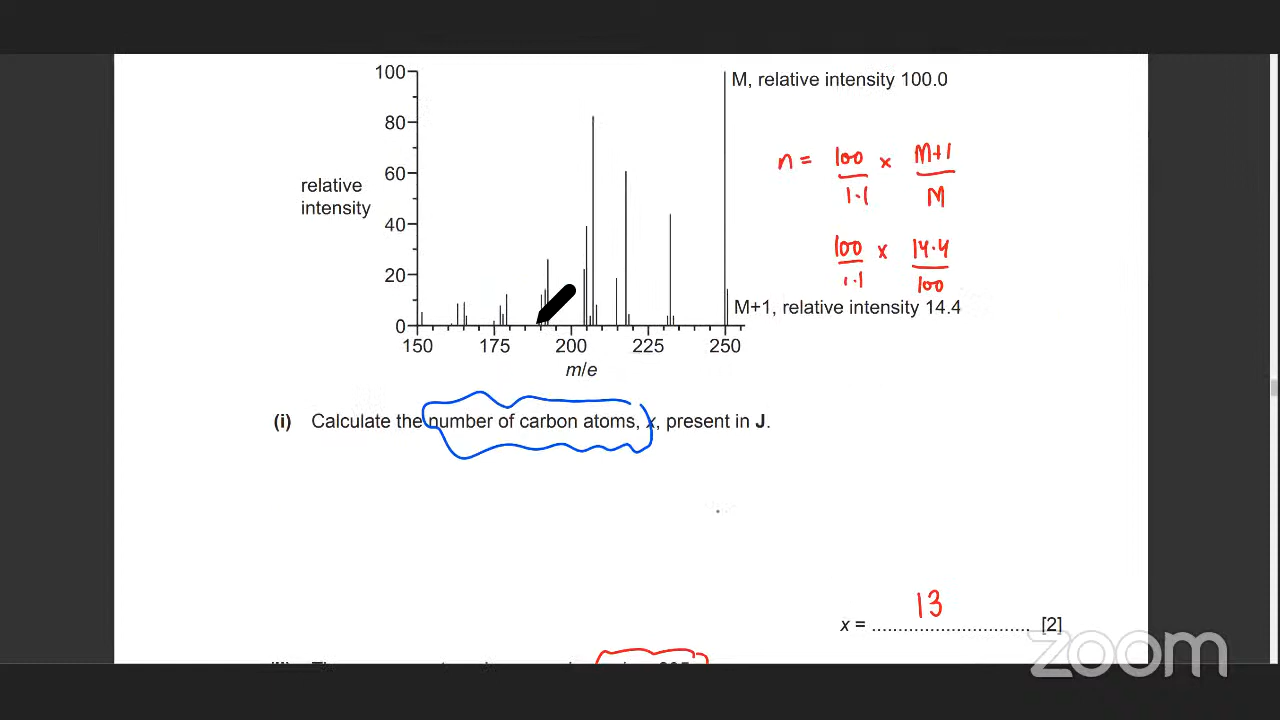 100
M, relative intensity 100.0
80
60
relative
intensity
40
20
0
M+1, relative intensity 14.4
150 175 200 225 250
m/e
n = 100/1.1 x M+1/M
100/1.1 x 14.4/100
(i) Calculate the number of carbon atoms, x, present in J.
13
x = .............................. [2]
zoom